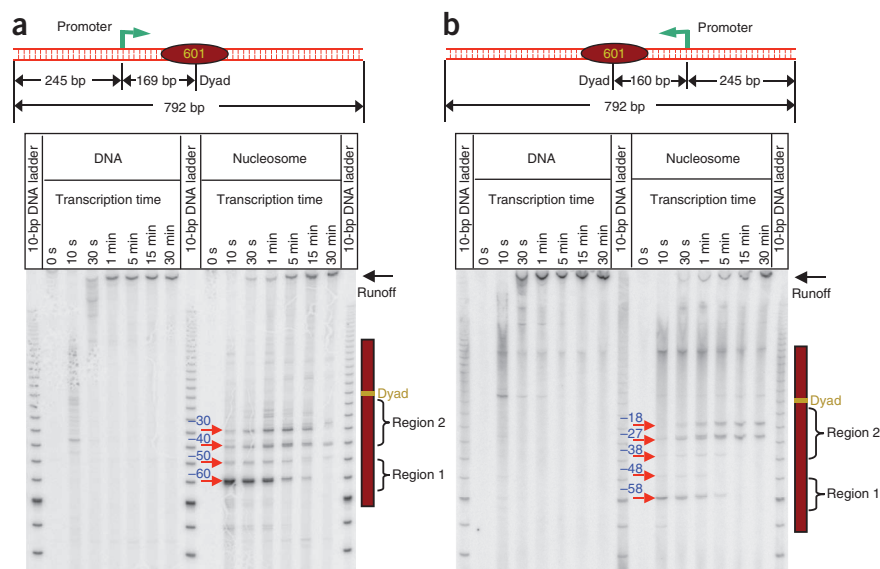 a
Promoter
601
245 bp
169 bp
Dyad
792 bp
10-bp DNA ladder
DNA
10-bp DNA ladder
Nucleosome
10-bp DNA ladder
Transcription time
Transcription time
0 s
10 s
30 s
1 min
5 min
15 min
30 min
0 s
10 s
30 s
1 min
5 min
15 min
30 min
Runoff
Dyad
–30
Region 2
–40
–50
Region 1
–60
b
Promoter
601
Dyad
160 bp
245 bp
792 bp
10-bp DNA ladder
DNA
10-bp DNA ladder
Nucleosome
10-bp DNA ladder
Transcription time
Transcription time
0 s
10 s
30 s
1 min
5 min
15 min
30 min
0 s
10 s
30 s
1 min
5 min
15 min
30 min
Runoff
Dyad
–18
Region 2
–27
–38
–48
–58
Region 1